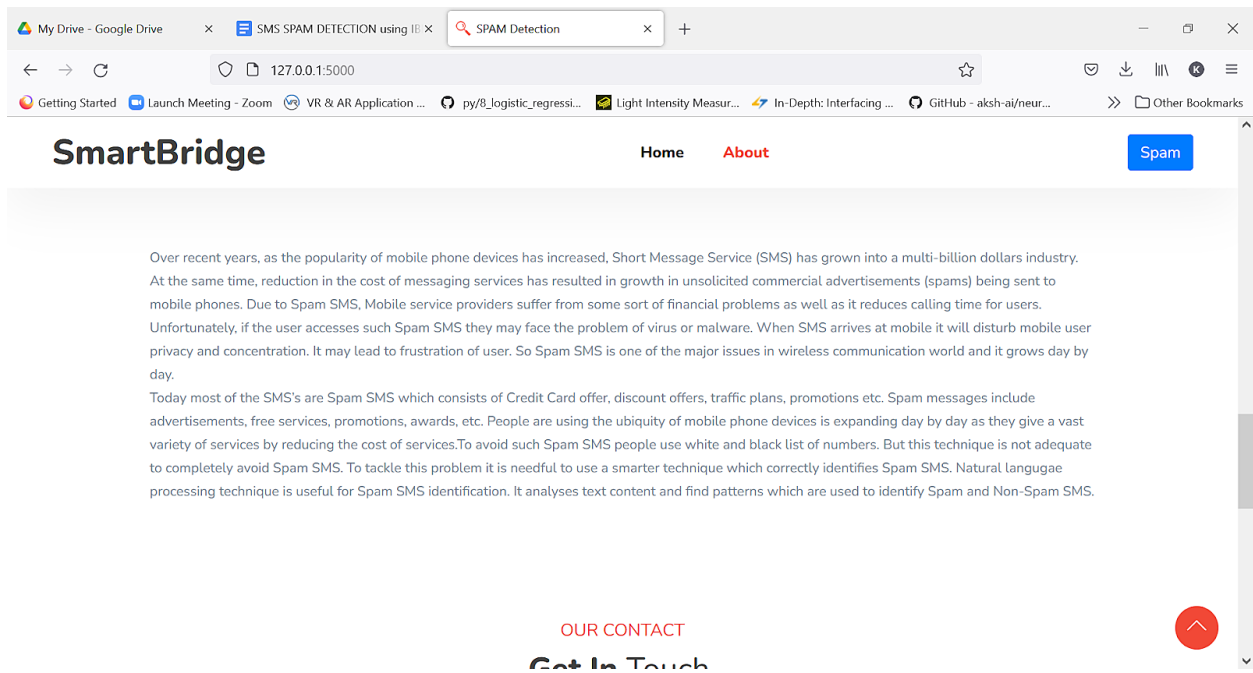 My Drive - Google Drive
SMS SPAM DETECTION using IB
SPAM Detection
127.0.0.1:5000
K
Getting Started
Launch Meeting - Zoom
VR & AR Application ...
py/8_logistic_regressi...
Light Intensity Measur...
In-Depth: Interfacing ...
GitHub - aksh-ai/neur...
Other Bookmarks
SmartBridge
Home
About
Spam
Over recent years, as the popularity of mobile phone devices has increased, Short Message Service (SMS) has grown into a multi-billion dollars industry.
At the same time, reduction in the cost of messaging services has resulted in growth in unsolicited commercial advertisements (spams) being sent to
mobile phones. Due to Spam SMS, Mobile service providers suffer from some sort of financial problems as well as it reduces calling time for users.
Unfortunately, if the user accesses such Spam SMS they may face the problem of virus or malware. When SMS arrives at mobile it will disturb mobile user
privacy and concentration. It may lead to frustration of user. So Spam SMS is one of the major issues in wireless communication world and it grows day by
day.
Today most of the SMS's are Spam SMS which consists of Credit Card offer, discount offers, traffic plans, promotions etc. Spam messages include
advertisements, free services, promotions, awards, etc. People are using the ubiquity of mobile phone devices is expanding day by day as they give a vast
variety of services by reducing the cost of services.To avoid such Spam SMS people use white and black list of numbers. But this technique is not adequate
to completely avoid Spam SMS. To tackle this problem it is needful to use a smarter technique which correctly identifies Spam SMS. Natural langugae
processing technique is useful for Spam SMS identification. It analyses text content and find patterns which are used to identify Spam and Non-Spam SMS.
OUR CONTACT
Get In Touch